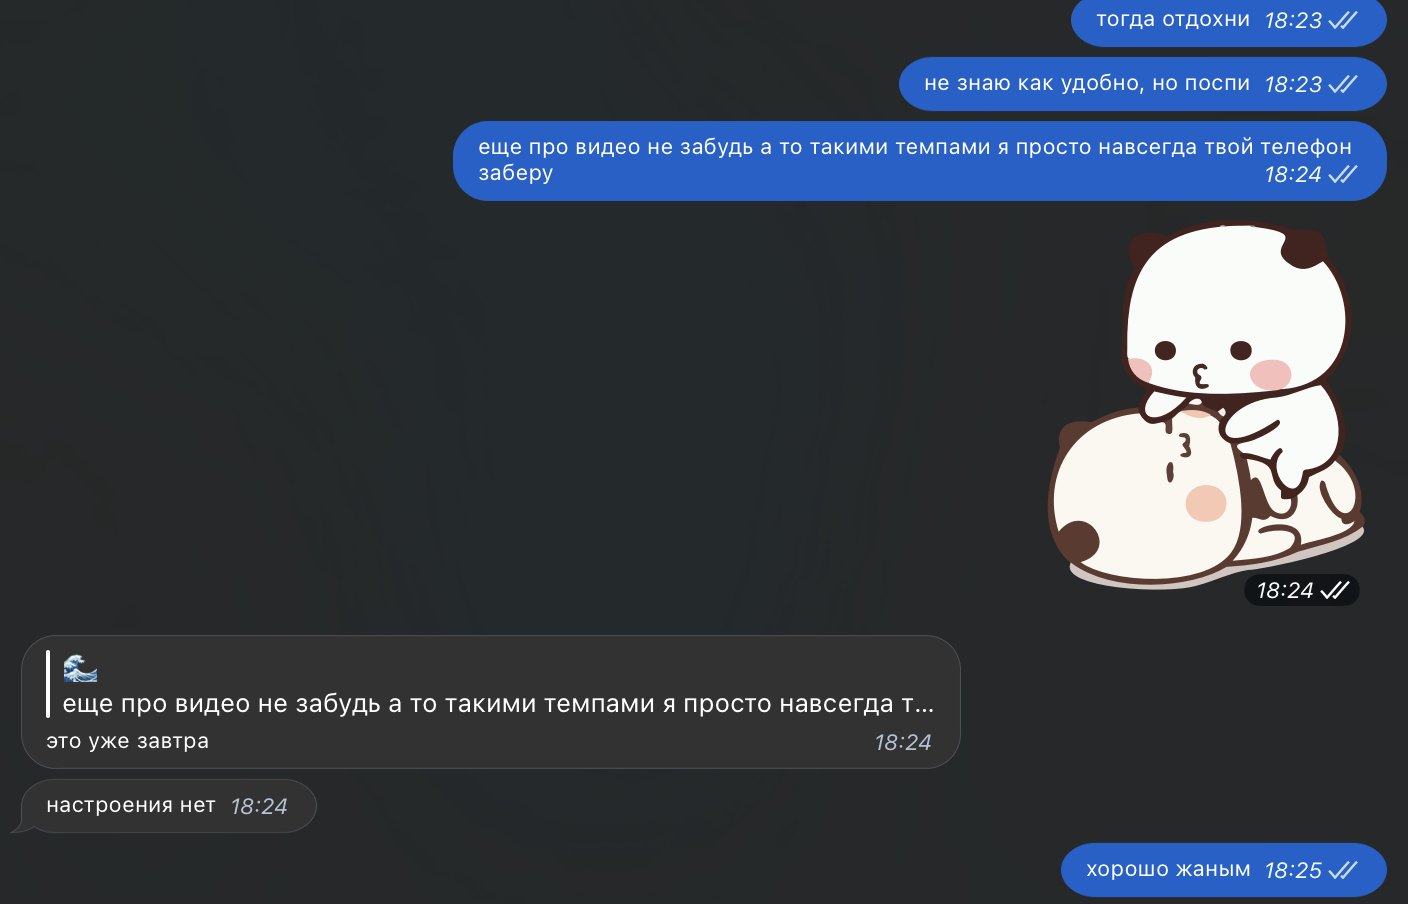 тогда отдохни 18:23
не знаю как удобно, но поспи 18:23
еще про видео не забудь а то такими темпами я просто навсегда твой телефон
заберу 18:24
18:24
🌊
еще про видео не забудь а то такими темпами я просто навсегда т...
это уже завтра 18:24
настроения нет 18:24
хорошо жаным 18:25